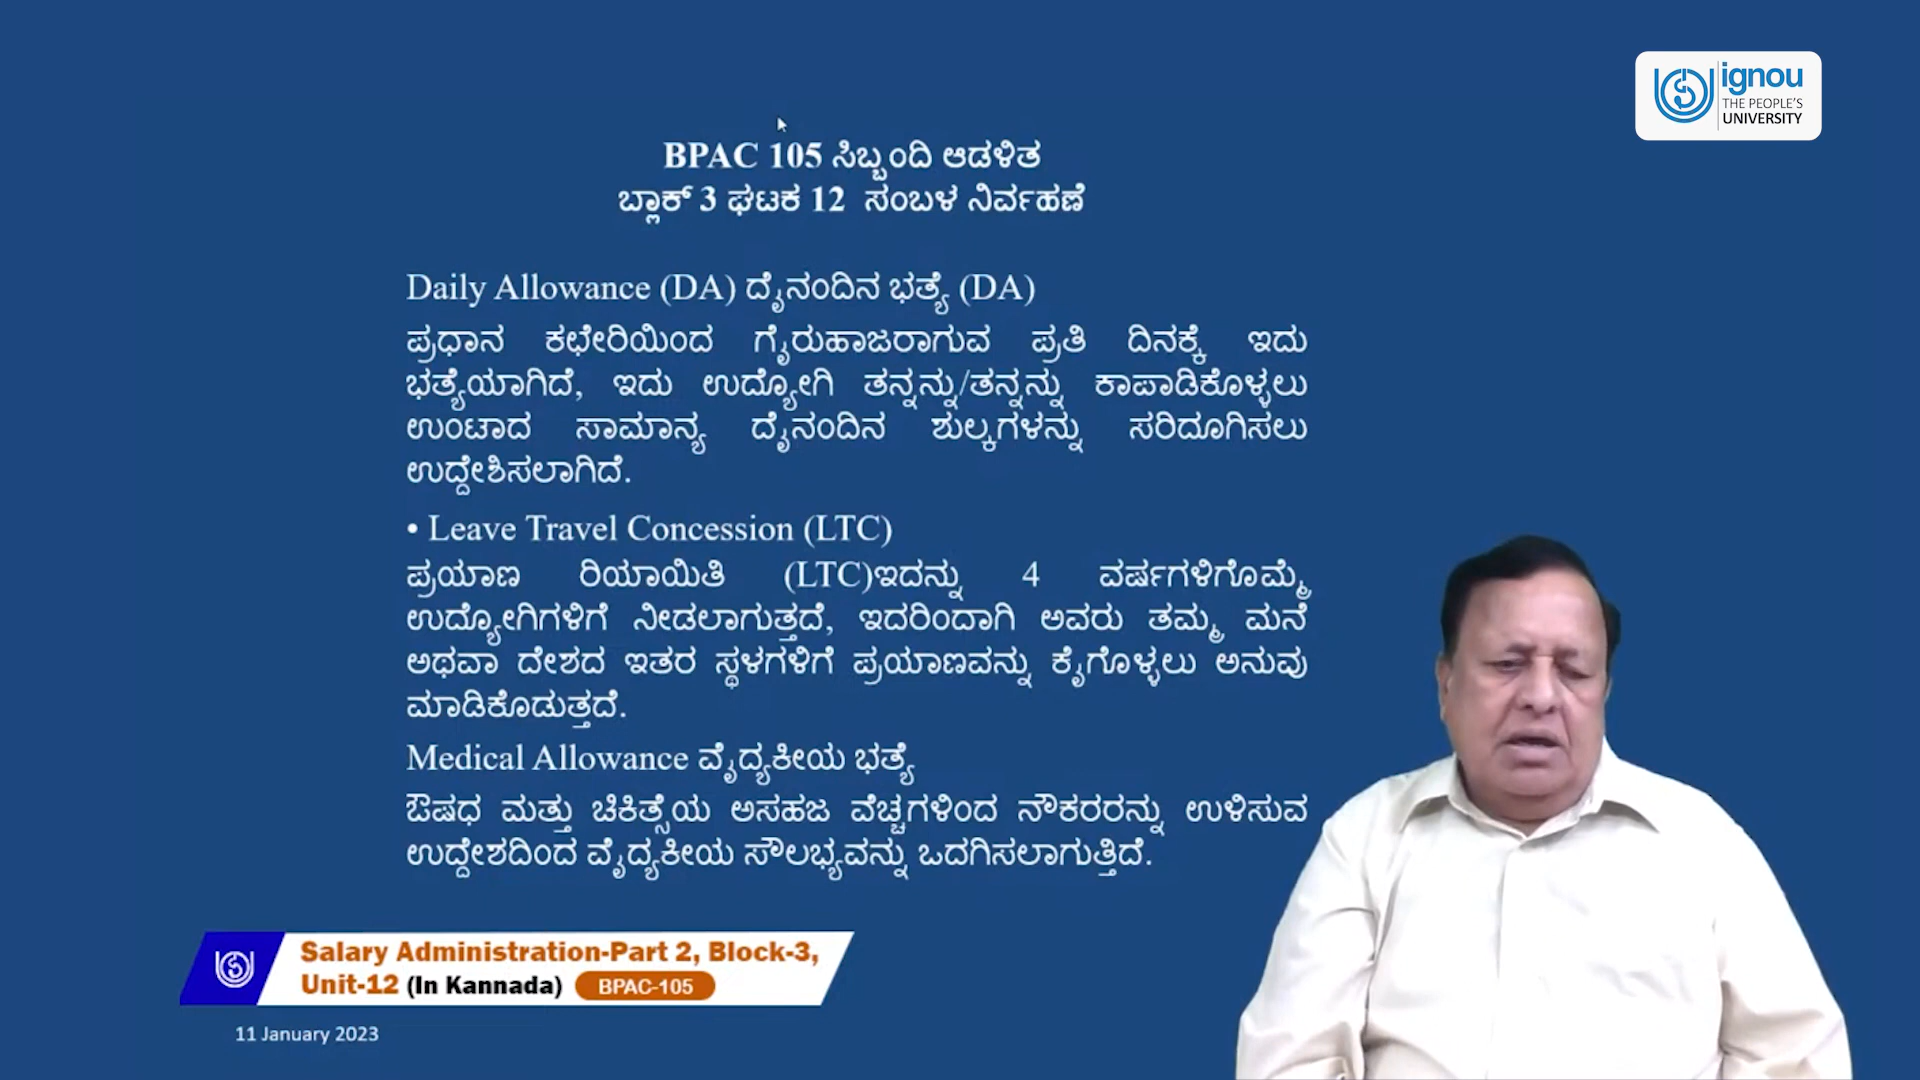 ignou
THE PEOPLE'S
UNIVERSITY
BPAC 105 ಸಿಬ್ಬಂದಿ ಆಡಳಿತ
ಬ್ಲಾಕ್ 3 ಘಟಕ 12 ಸಂಬಳ ನಿರ್ವಹಣೆ
Daily Allowance (DA) ದೈನಂದಿನ ಭತ್ಯೆ (DA)
ಪ್ರಧಾನ ಕಛೇರಿಯಿಂದ ಗೈರುಹಾಜರಾಗುವ ಪ್ರತಿ ದಿನಕ್ಕೆ ಇದು
ಭತ್ಯೆಯಾಗಿದೆ, ಇದು ಉದ್ಯೋಗಿ ತನ್ನನ್ನು/ತನ್ನನ್ನು ಕಾಪಾಡಿಕೊಳ್ಳಲು
ಉಂಟಾದ ಸಾಮಾನ್ಯ ದೈನಂದಿನ ಶುಲ್ಕಗಳನ್ನು ಸರಿದೂಗಿಸಲು
ಉದ್ದೇಶಿಸಲಾಗಿದೆ.
• Leave Travel Concession (LTC)
ಪ್ರಯಾಣ ರಿಯಾಯಿತಿ (LTC)ಇದನ್ನು 4 ವರ್ಷಗಳಿಗೊಮ್ಮೆ
ಉದ್ಯೋಗಿಗಳಿಗೆ ನೀಡಲಾಗುತ್ತದೆ, ಇದರಿಂದಾಗಿ ಅವರು ತಮ್ಮ ಮನೆ
ಅಥವಾ ದೇಶದ ಇತರ ಸ್ಥಳಗಳಿಗೆ ಪ್ರಯಾಣವನ್ನು ಕೈಗೊಳ್ಳಲು ಅನುವು
ಮಾಡಿಕೊಡುತ್ತದೆ.
Medical Allowance ವೈದ್ಯಕೀಯ ಭತ್ಯೆ
ಔಷಧ ಮತ್ತು ಚಿಕಿತ್ಸೆಯ ಅಸಹಜ ವೆಚ್ಚಗಳಿಂದ ನೌಕರರನ್ನು ಉಳಿಸುವ
ಉದ್ದೇಶದಿಂದ ವೈದ್ಯಕೀಯ ಸೌಲಭ್ಯವನ್ನು ಒದಗಿಸಲಾಗುತ್ತಿದೆ.
Salary Administration-Part 2, Block-3,
Unit-12 (In Kannada) BPAC-105
11 January 2023